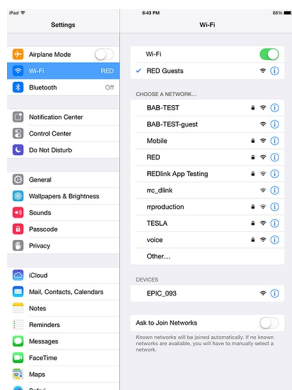 iPad
6:43 PM
88%
Settings
Wi-Fi
Airplane Mode
Wi-Fi RED
Bluetooth Off
Notification Center
Control Center
Do Not Disturb
General
Wallpapers & Brightness
Sounds
Passcode
Privacy
iCloud
Mail, Contacts, Calendars
Notes
Reminders
Messages
FaceTime
Maps
Safari
Wi-Fi
RED Guests
CHOOSE A NETWORK...
BAB-TEST
BAB-TEST-guest
Mobile
RED
REDlink App Testing
rrc_dlink
rrproduction
TESLA
voice
Other...
DEVICES
EPIC_093
Ask to Join Networks
Known networks will be joined automatically. If no known
networks are available, you will have to manually select a
network.